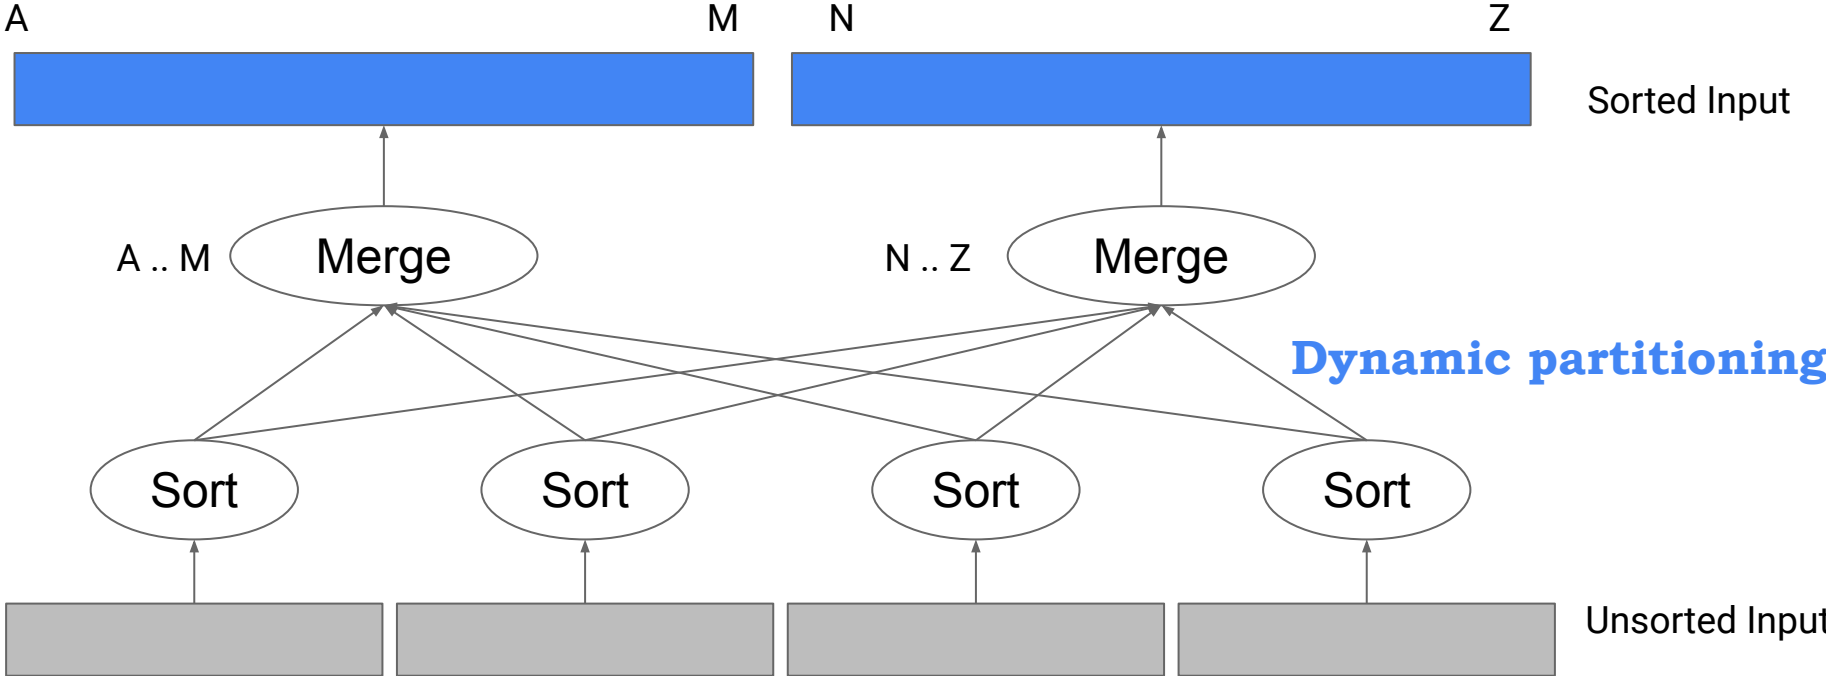 A
M
N
Z
Sorted Input
A .. M
Merge
N .. Z
Merge
Dynamic partitioning
Sort
Sort
Sort
Sort
Unsorted Input